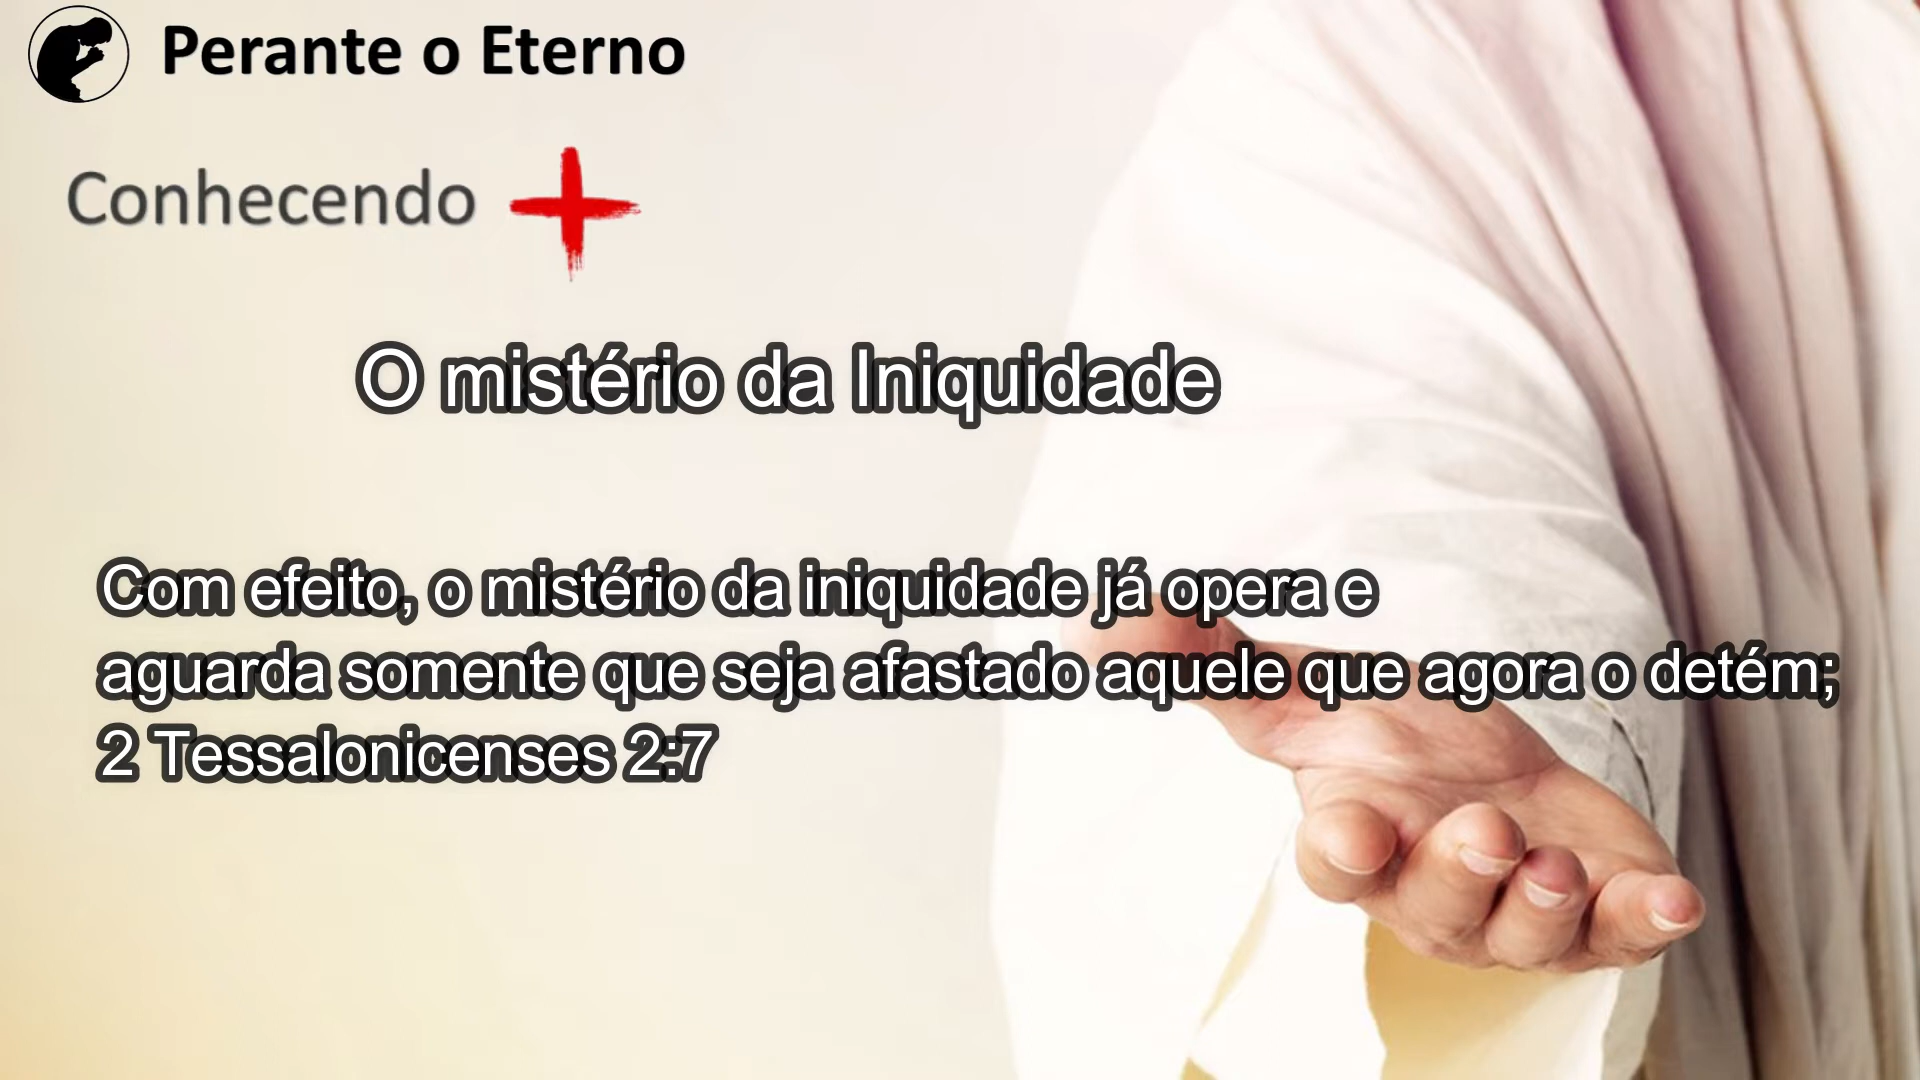 Perante o Eterno
Conhecendo +
O mistério da Iniquidade
Com efeito, o mistério da iniquidade já opera e
aguarda somente que seja afastado aquele que agora o detém;
2 Tessalonicenses 2:7